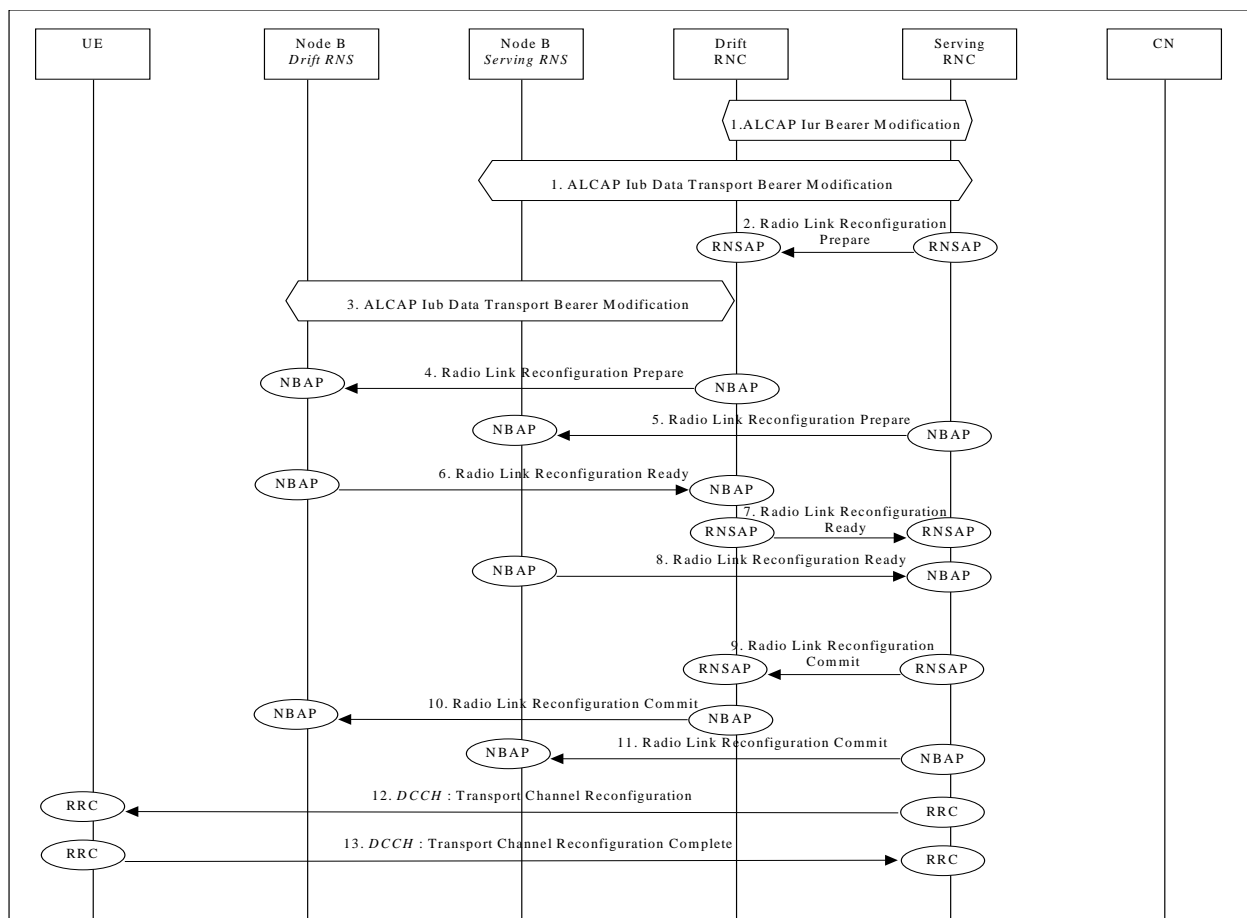 UE
Node B
Drift RNS
Node B
Serving RNS
Drift
RNC
Serving
RNC
CN
1.ALCAP Iur Bearer Modification
1. ALCAP Iub Data Transport Bearer Modification
2. Radio Link Reconfiguration
Prepare
RNSAP
RNSAP
3. ALCAP Iub Data Transport Bearer Modification
4. Radio Link Reconfiguration Prepare
NBAP
NBAP
5. Radio Link Reconfiguration Prepare
NBAP
NBAP
6. Radio Link Reconfiguration Ready
NBAP
NBAP
7. Radio Link Reconfiguration
Ready
RNSAP
RNSAP
8. Radio Link Reconfiguration Ready
NBAP
NBAP
9. Radio Link Reconfiguration
Commit
RNSAP
RNSAP
10. Radio Link Reconfiguration Commit
NBAP
NBAP
11. Radio Link Reconfiguration Commit
NBAP
NBAP
12. DCCH : Transport Channel Reconfiguration
RRC
RRC
13. DCCH : Transport Channel Reconfiguration Complete
RRC
RRC